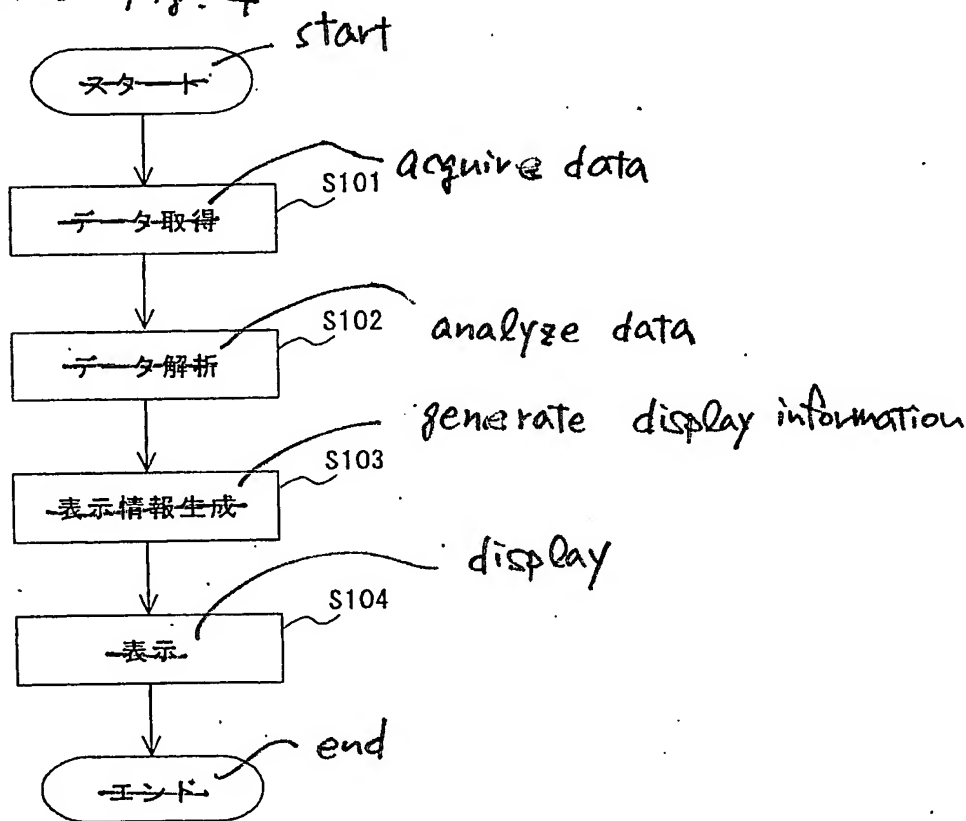 start
スタート
S101 acquire data
データ取得
S102 analyze data
データ解析
generate display information
S103
表示情報生成
display
S104
表示
end
エンド